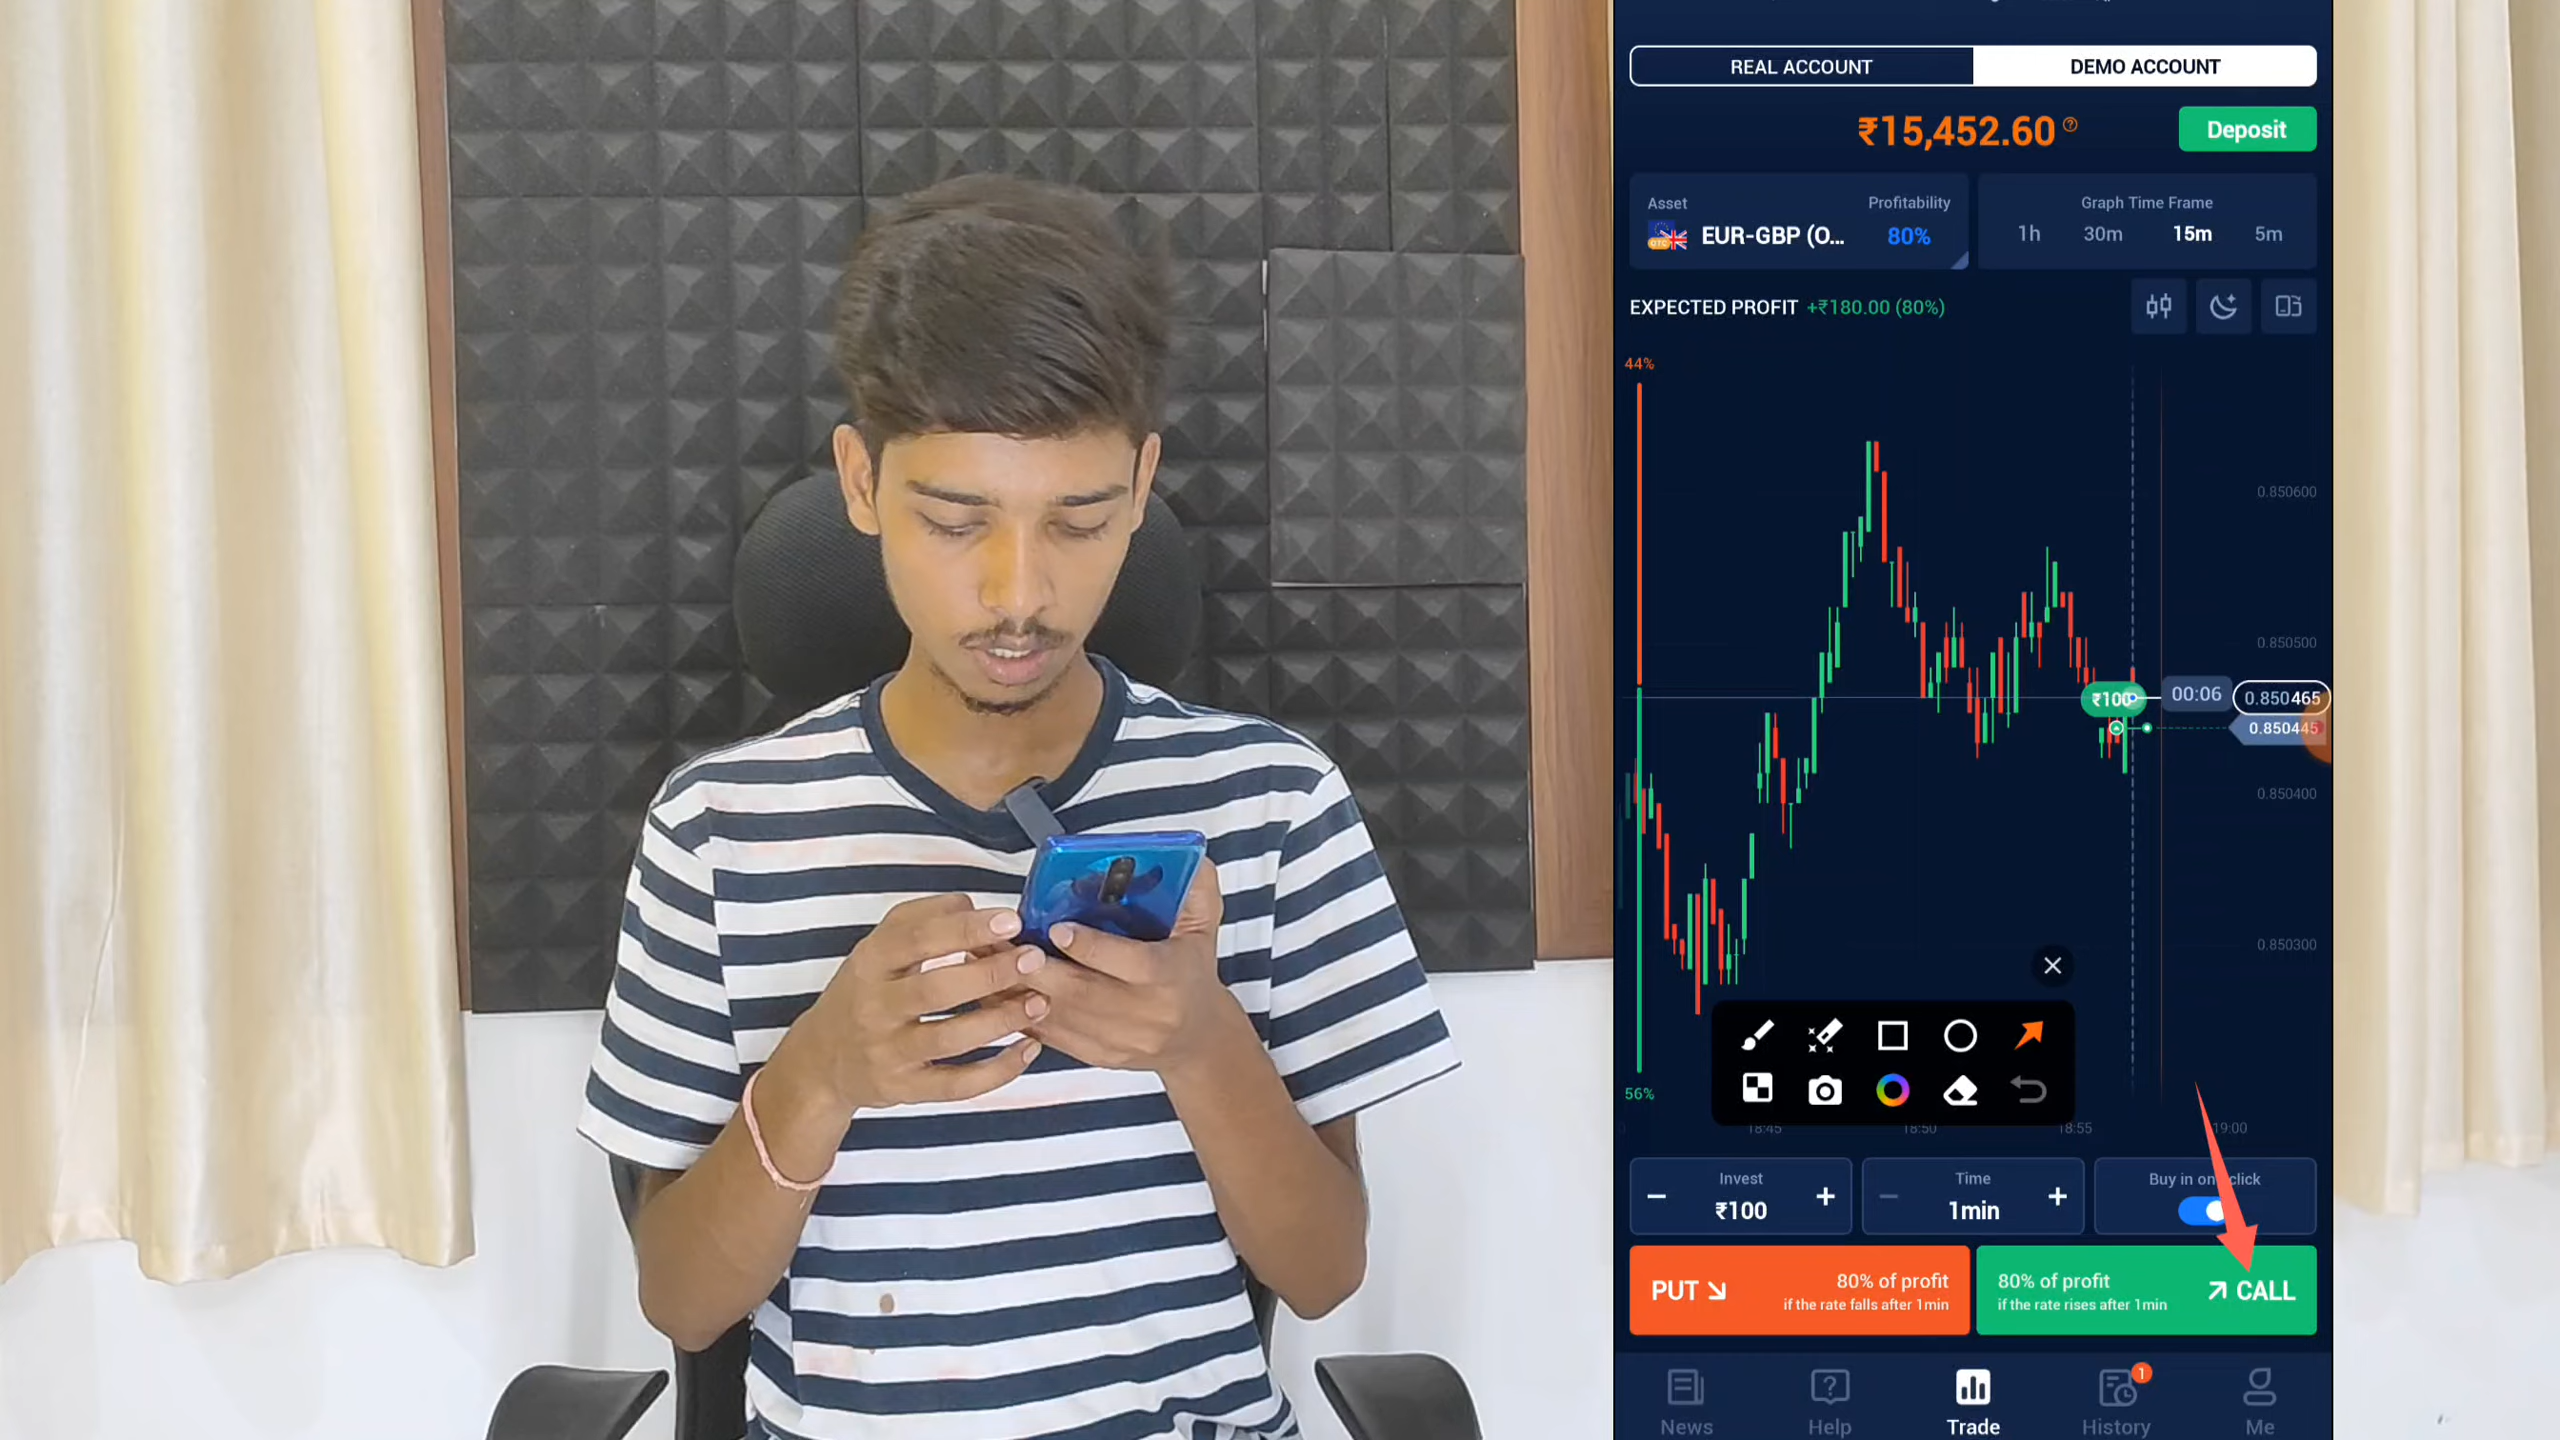 REAL ACCOUNT
DEMO ACCOUNT
₹15,452.60
Deposit
Asset
Profitability
EUR-GBP (O...
80%
OTC
Graph Time Frame
1h 30m 15m 5m
EXPECTED PROFIT +₹180.00 (80%)
44%
0.850600
0.850500
₹100
00:06
0.850465
0.850445
0.850400
0.850300
56%
18:45
18:50
18:55
19:00
Invest
₹100
Time
1min
Buy in one click
PUT
80% of profit
if the rate falls after 1min
80% of profit
if the rate rises after 1min
CALL
News
Help
Trade
1
History
Me